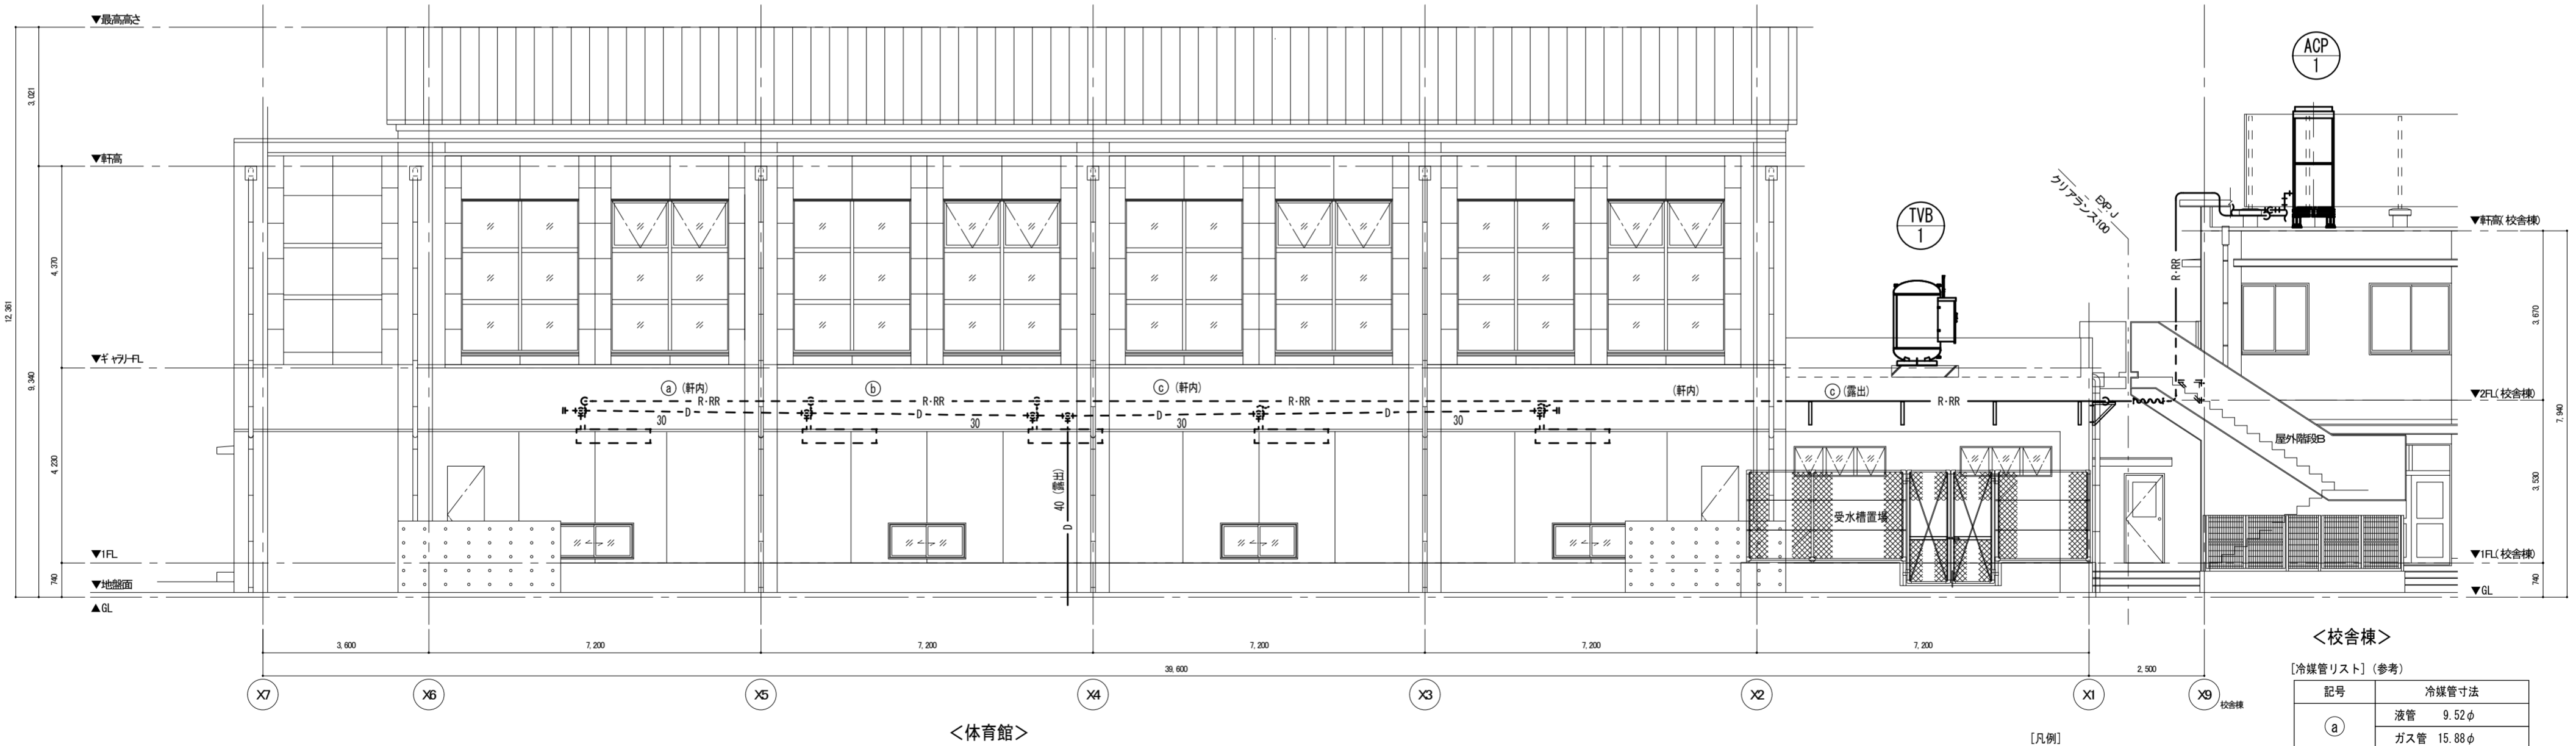 ▼最高高さ
ACP
1
3,021
▼軒高
EXP.J
クリアランス100
TVB
1
▼軒高(校舎棟)
R・RR
4,370
12,361
3,670
▼ギャラリーFL
9,340
ⓐ (軒内)
ⓑ
ⓒ (軒内)
(軒内)
ⓒ (露出)
▼2FL(校舎棟)
R・RR
R・RR
R・RR
R・RR
D
D
D
D
7,940
30
30
30
30
屋外階段B
4,230
40 (露出)
D
3,530
受水槽置場
▼1FL
▼1FL(校舎棟)
740
740
▼地盤面
▲GL
▼GL
<校舎棟>
3,600
7,200
7,200
7,200
7,200
7,200
39,600
2,500
[冷媒管リスト] (参考)
X7
X6
X5
X4
X3
X2
X1
X9
校舎棟
記号
冷媒管寸法
ⓐ
液管 9.52φ
ガス管 15.88φ
<体育館>
[凡例]